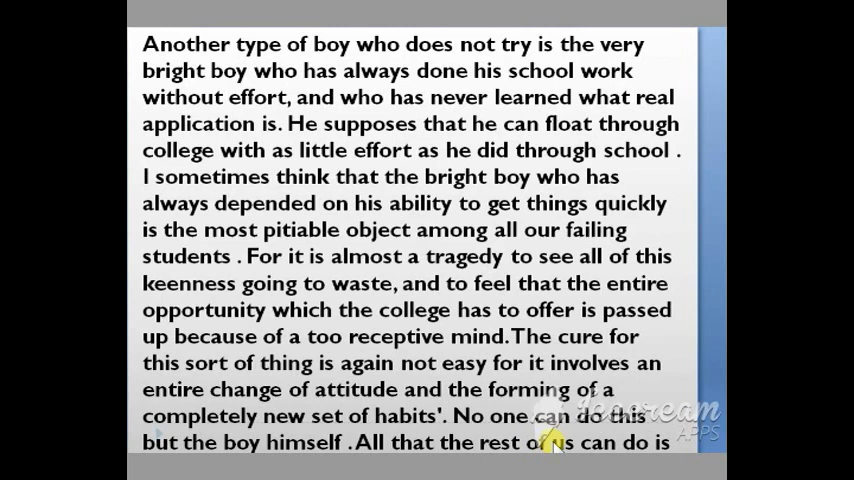 Another type of boy who does not try is the very
bright boy who has always done his school work
without effort, and who has never learned what real
application is. He supposes that he can float through
college with as little effort as he did through school .
I sometimes think that the bright boy who has
always depended on his ability to get things quickly
is the most pitiable object among all our failing
students . For it is almost a tragedy to see all of this
keenness going to waste, and to feel that the entire
opportunity which the college has to offer is passed
up because of a too receptive mind.The cure for
this sort of thing is again not easy for it involves an
entire change of attitude and the forming of a
completely new set of habits'. No one can do this
but the boy himself .All that the rest of us can do is
Icecream
APPS